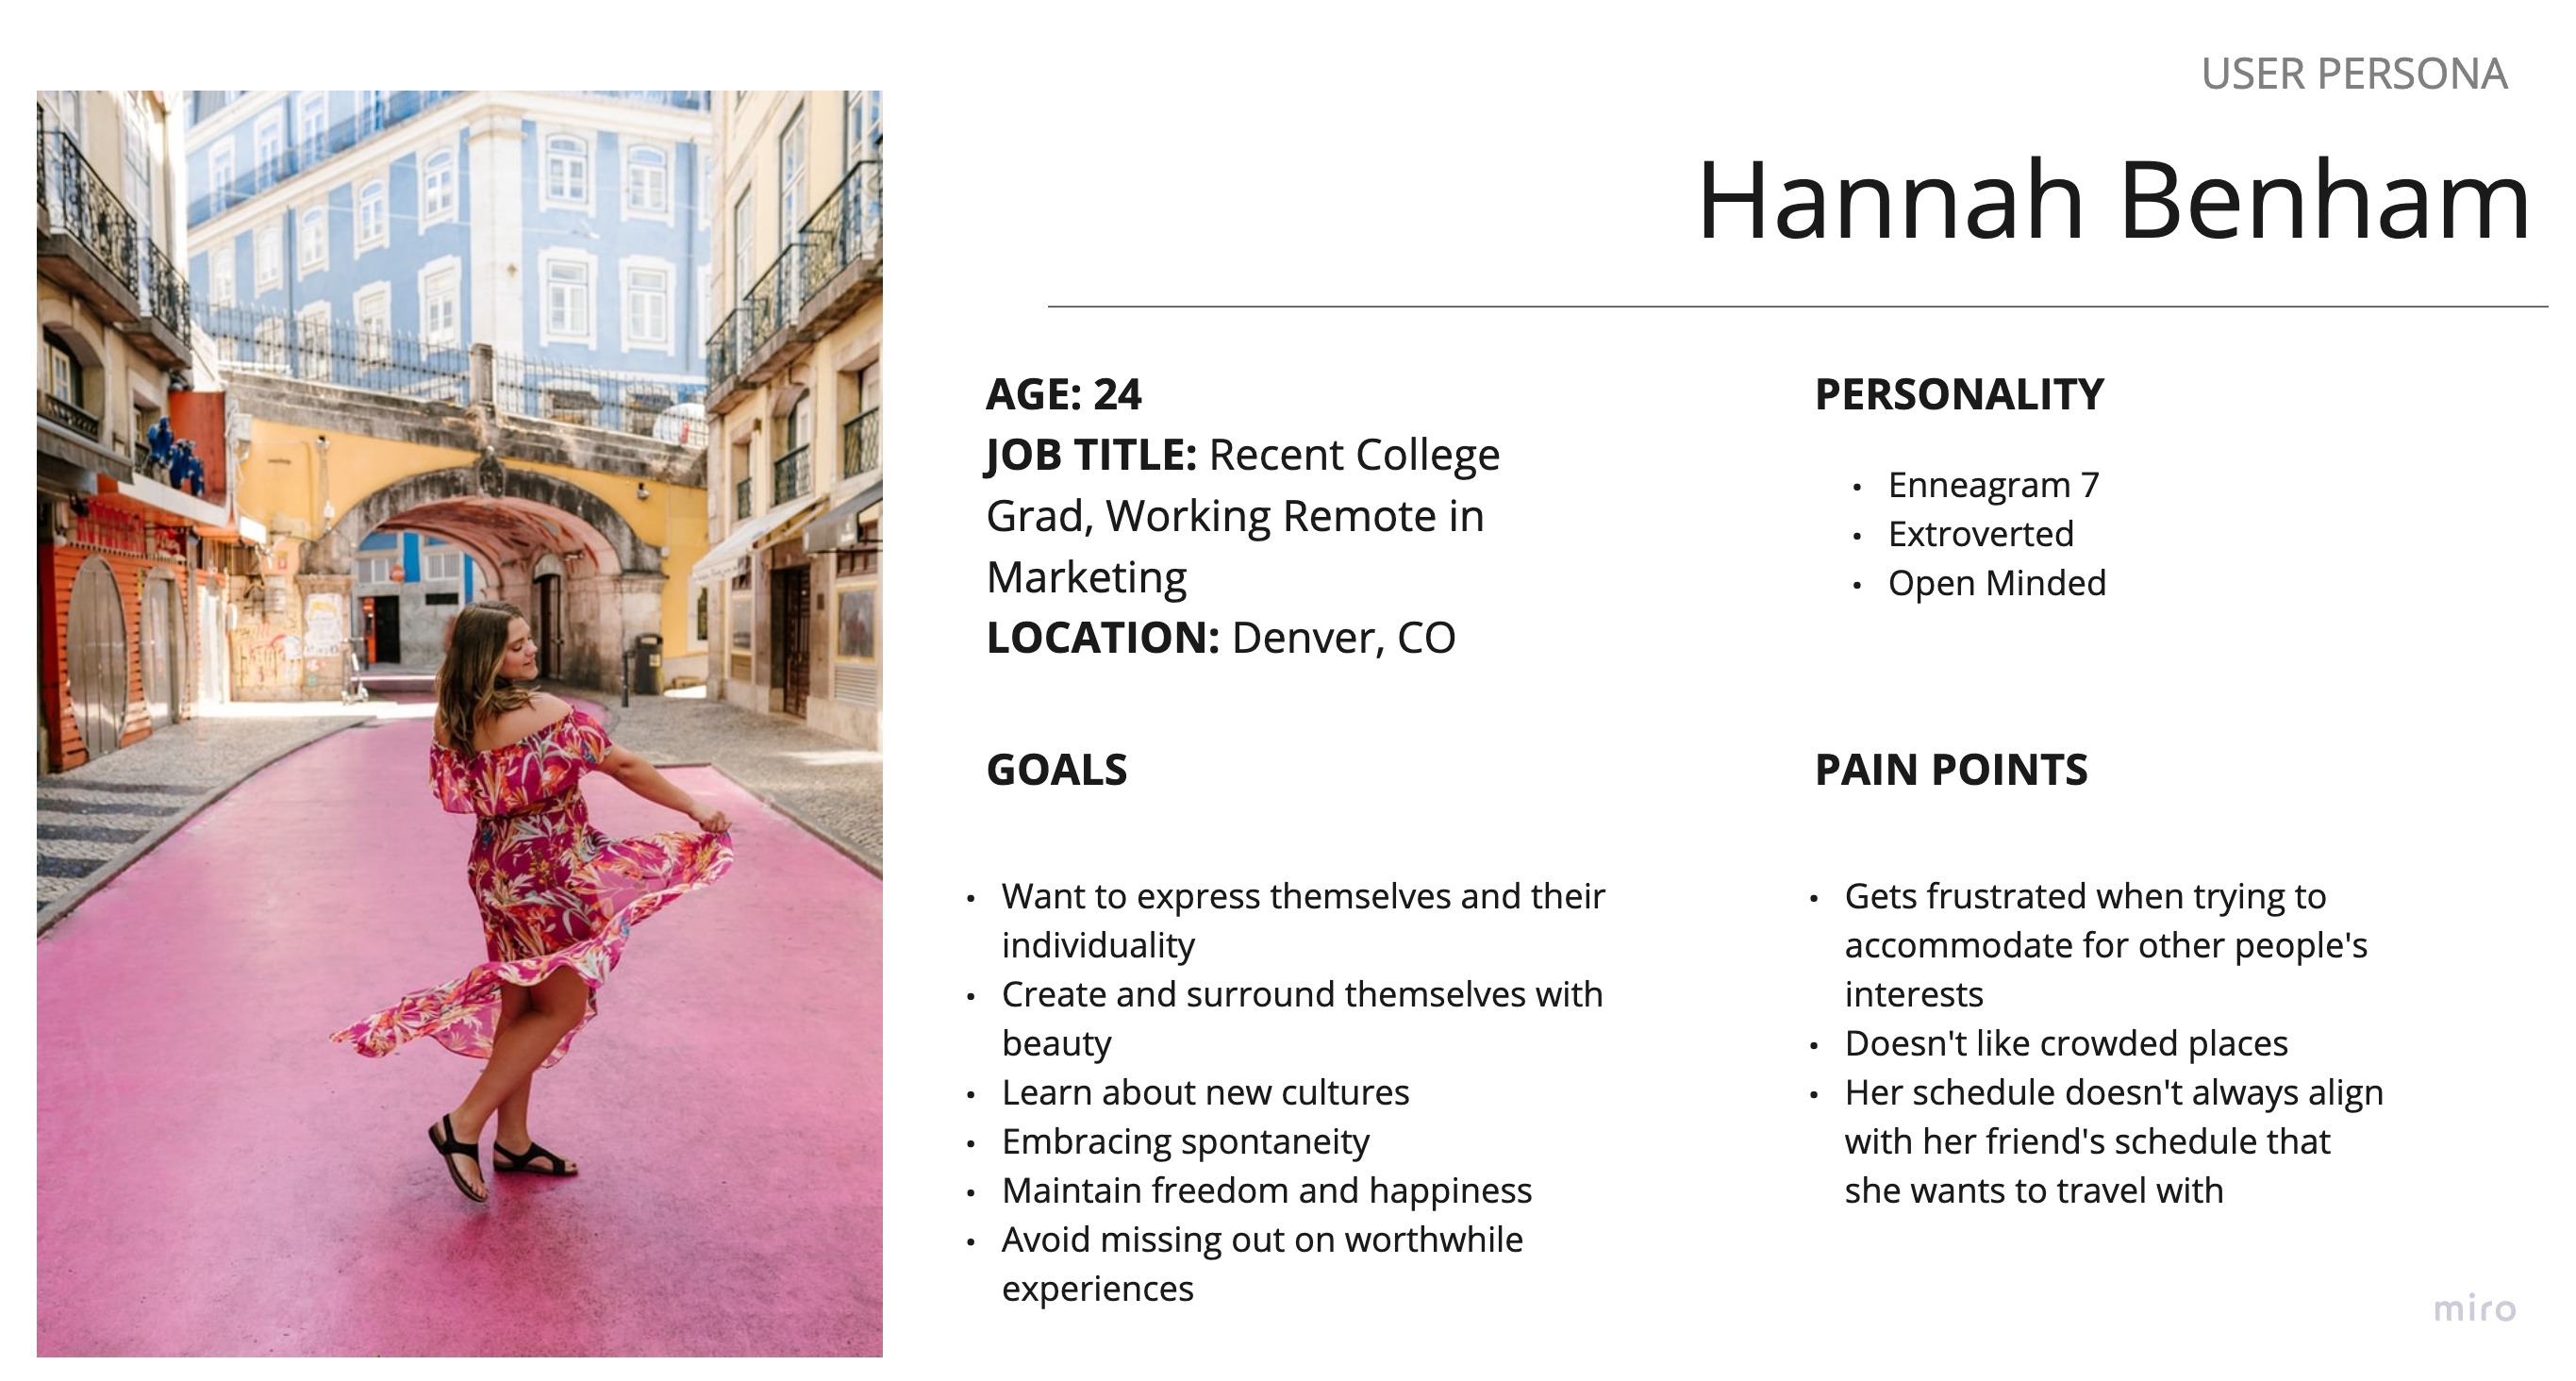 USER PERSONA
Hannah Benham
AGE: 24
JOB TITLE: Recent College
Grad, Working Remote in
Marketing
LOCATION: Denver, CO
PERSONALITY
• Enneagram 7
• Extroverted
• Open Minded
GOALS
• Want to express themselves and their
individuality
• Create and surround themselves with
beauty
• Learn about new cultures
• Embracing spontaneity
• Maintain freedom and happiness
• Avoid missing out on worthwhile
experiences
PAIN POINTS
• Gets frustrated when trying to
accommodate for other people's
interests
• Doesn't like crowded places
• Her schedule doesn't always align
with her friend's schedule that
she wants to travel with
miro